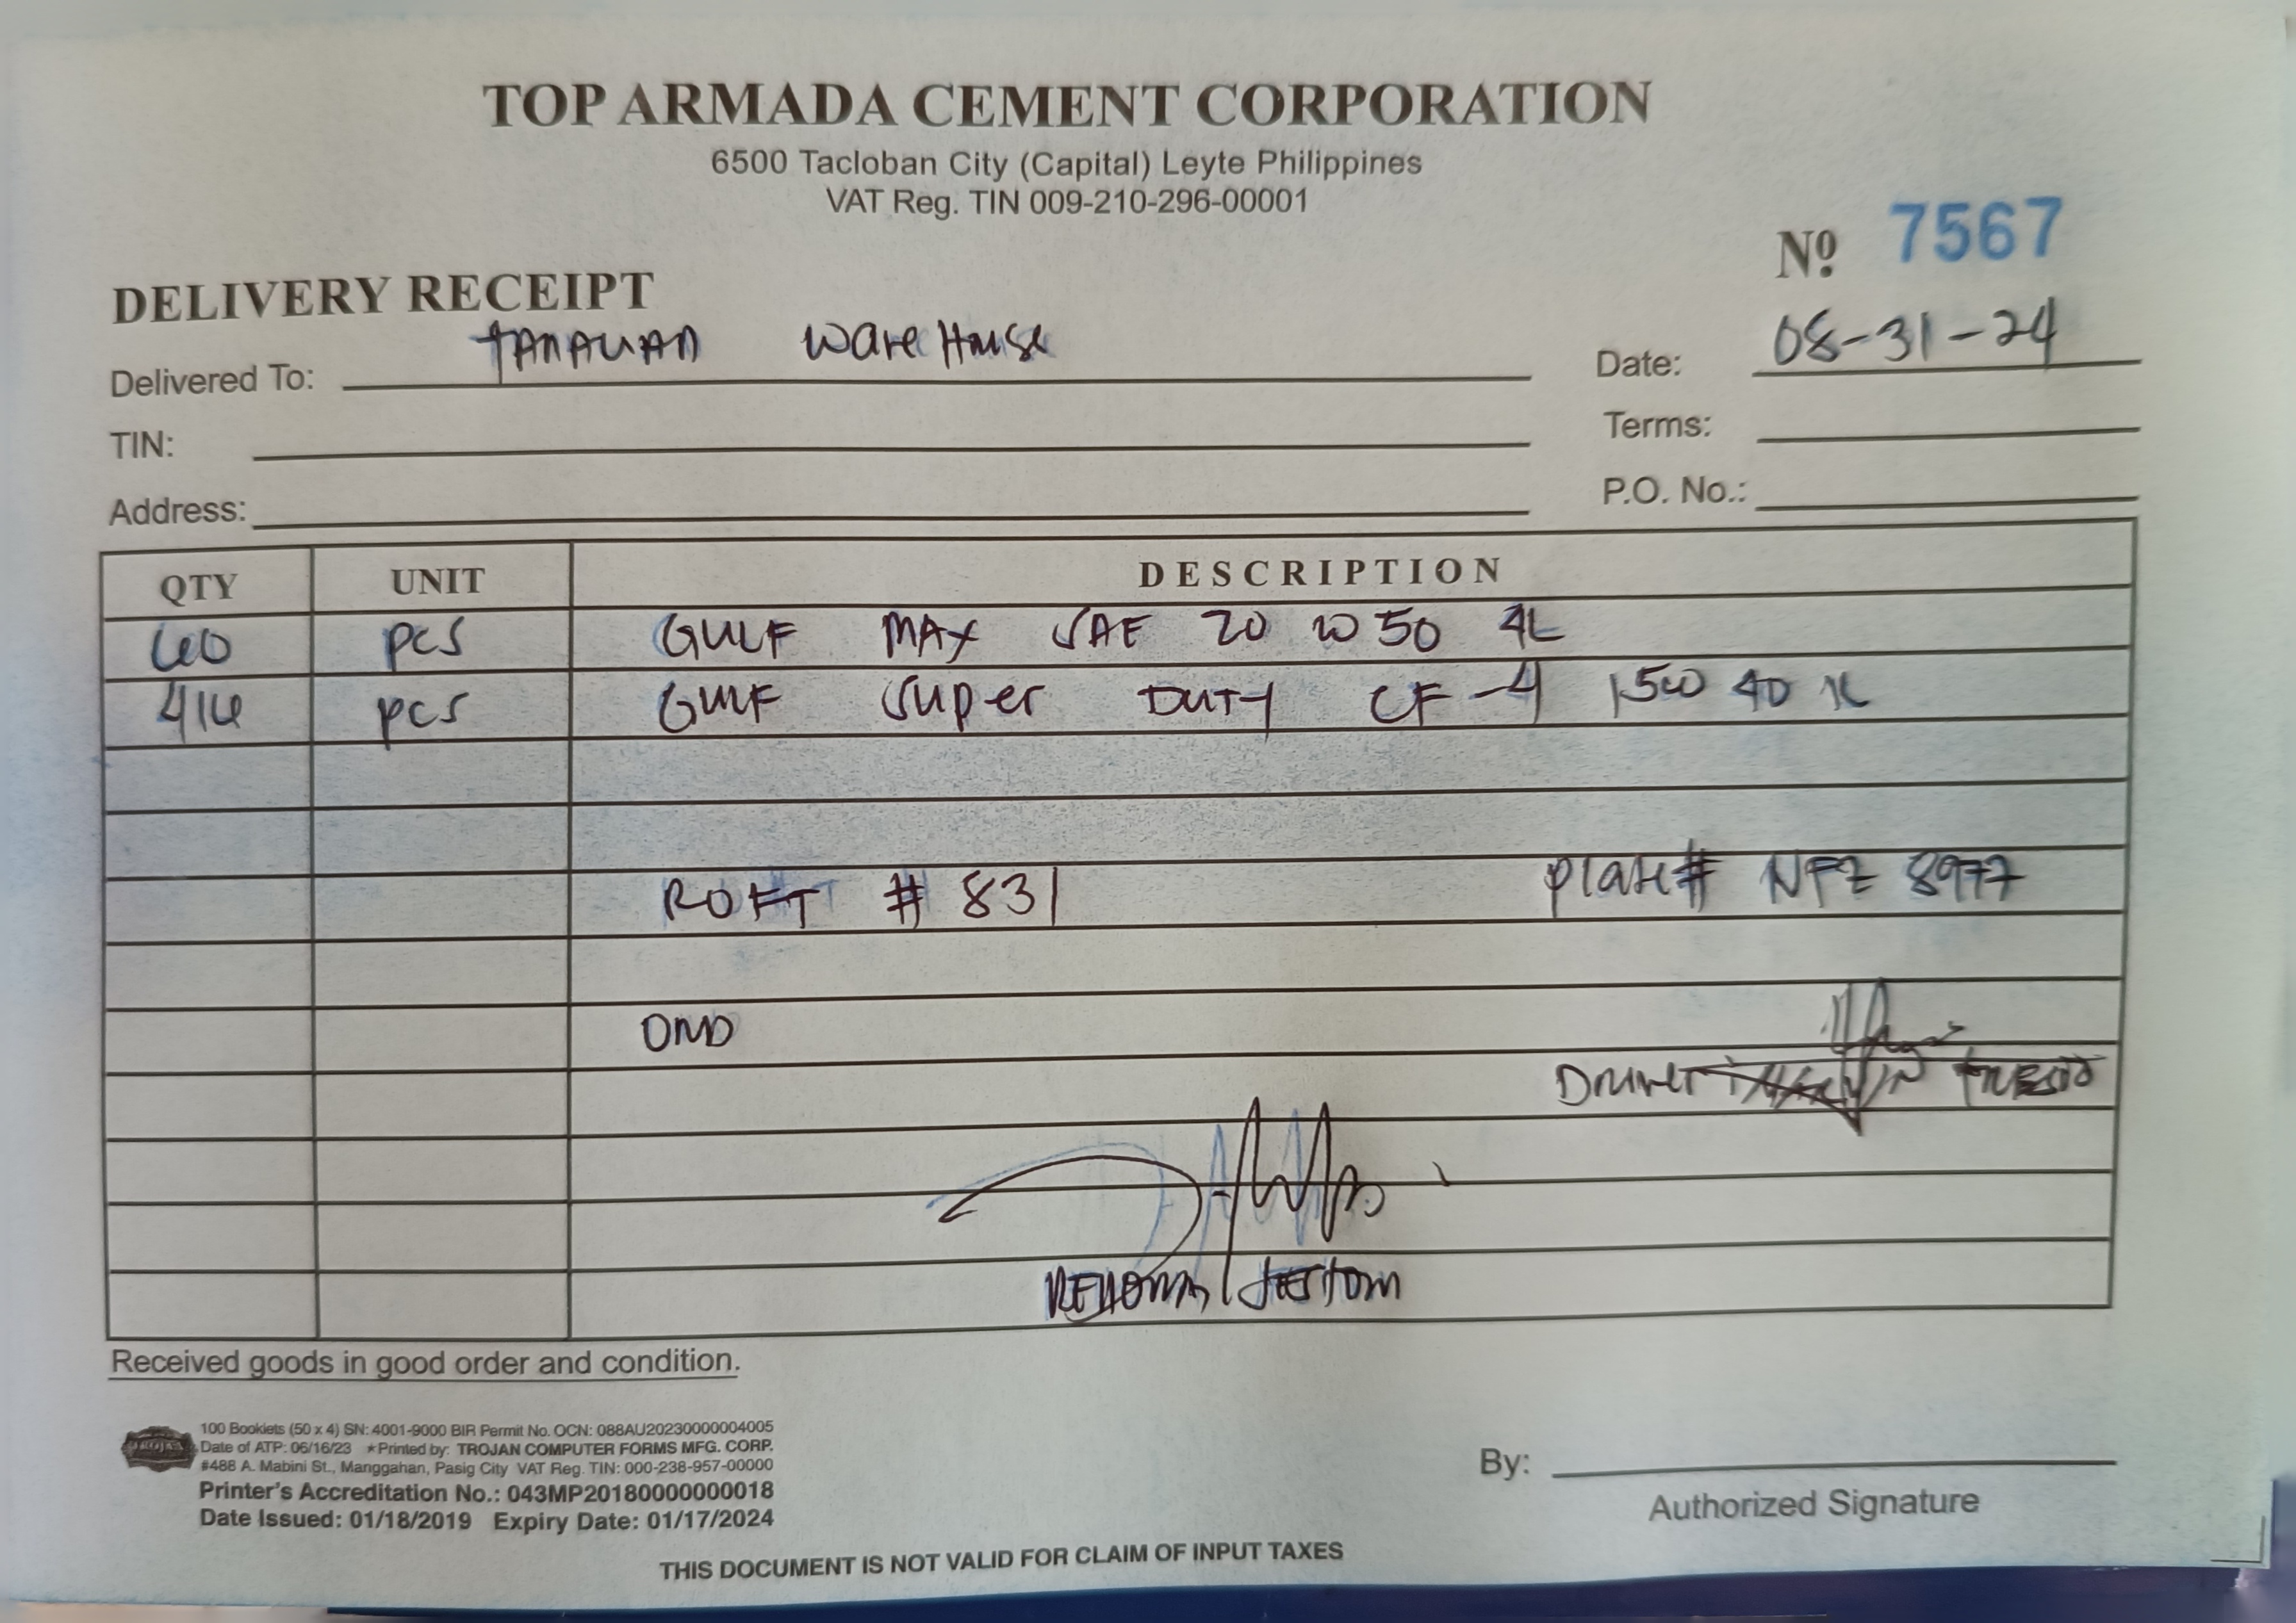 TOP ARMADA CEMENT CORPORATION
6500 Tacloban City (Capital) Leyte Philippines
VAT Reg. TIN 009-210-296-00001
Nº 7567
DELIVERY RECEIPT
Delivered To: TANAUAN WareHouse
Date: 08-31-24
TIN:
Terms:
Address:
P.O. No.:
QTY UNIT DESCRIPTION
60 pcs GULF MAX SAE 20 W 50 4L
416 pcs GULF Super DUTY CF-4 15W 40 1L
ROFT # 831 Plate# NFZ 8977
OMD
Driver
Received goods in good order and condition.
100 Booklets (50 x 4) SN: 4001-9000 BIR Permit No. OCN: 088AU20230000004005
Date of ATP: 06/16/23 ★Printed by: TROJAN COMPUTER FORMS MFG. CORP.
#488 A. Mabini St., Manggahan, Pasig City VAT Reg. TIN: 000-238-957-00000
Printer's Accreditation No.: 043MP20180000000018
Date Issued: 01/18/2019 Expiry Date: 01/17/2024
By:
Authorized Signature
THIS DOCUMENT IS NOT VALID FOR CLAIM OF INPUT TAXES